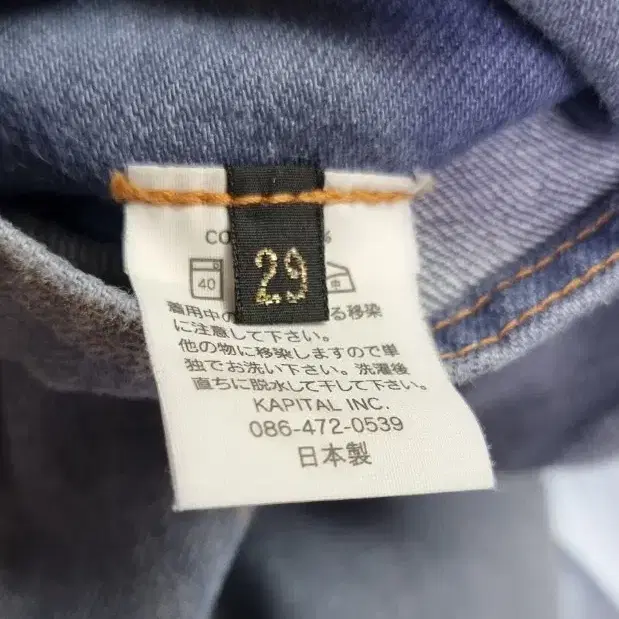 CO %
29
40 中
着用中の る移染
に注意して下さい。
他の物に移染しますので単
独でお洗い下さい。洗濯後
直ちに脱水して干して下さい。
KAPITAL INC.
086-472-0539
日本製